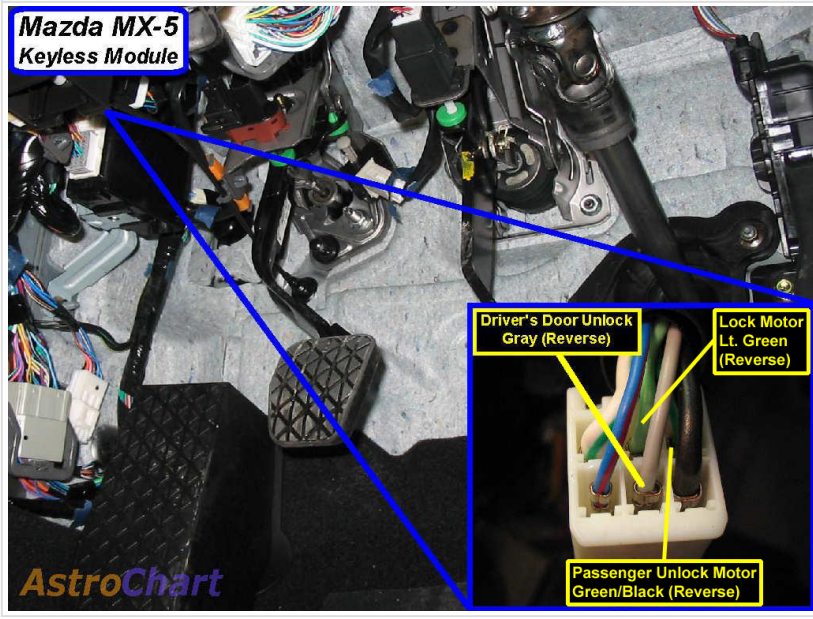 Mazda MX-5
Keyless Module
Driver's Door Unlock
Gray (Reverse)
Lock Motor
Lt. Green
(Reverse)
Passenger Unlock Motor
Green/Black (Reverse)
AstroChart